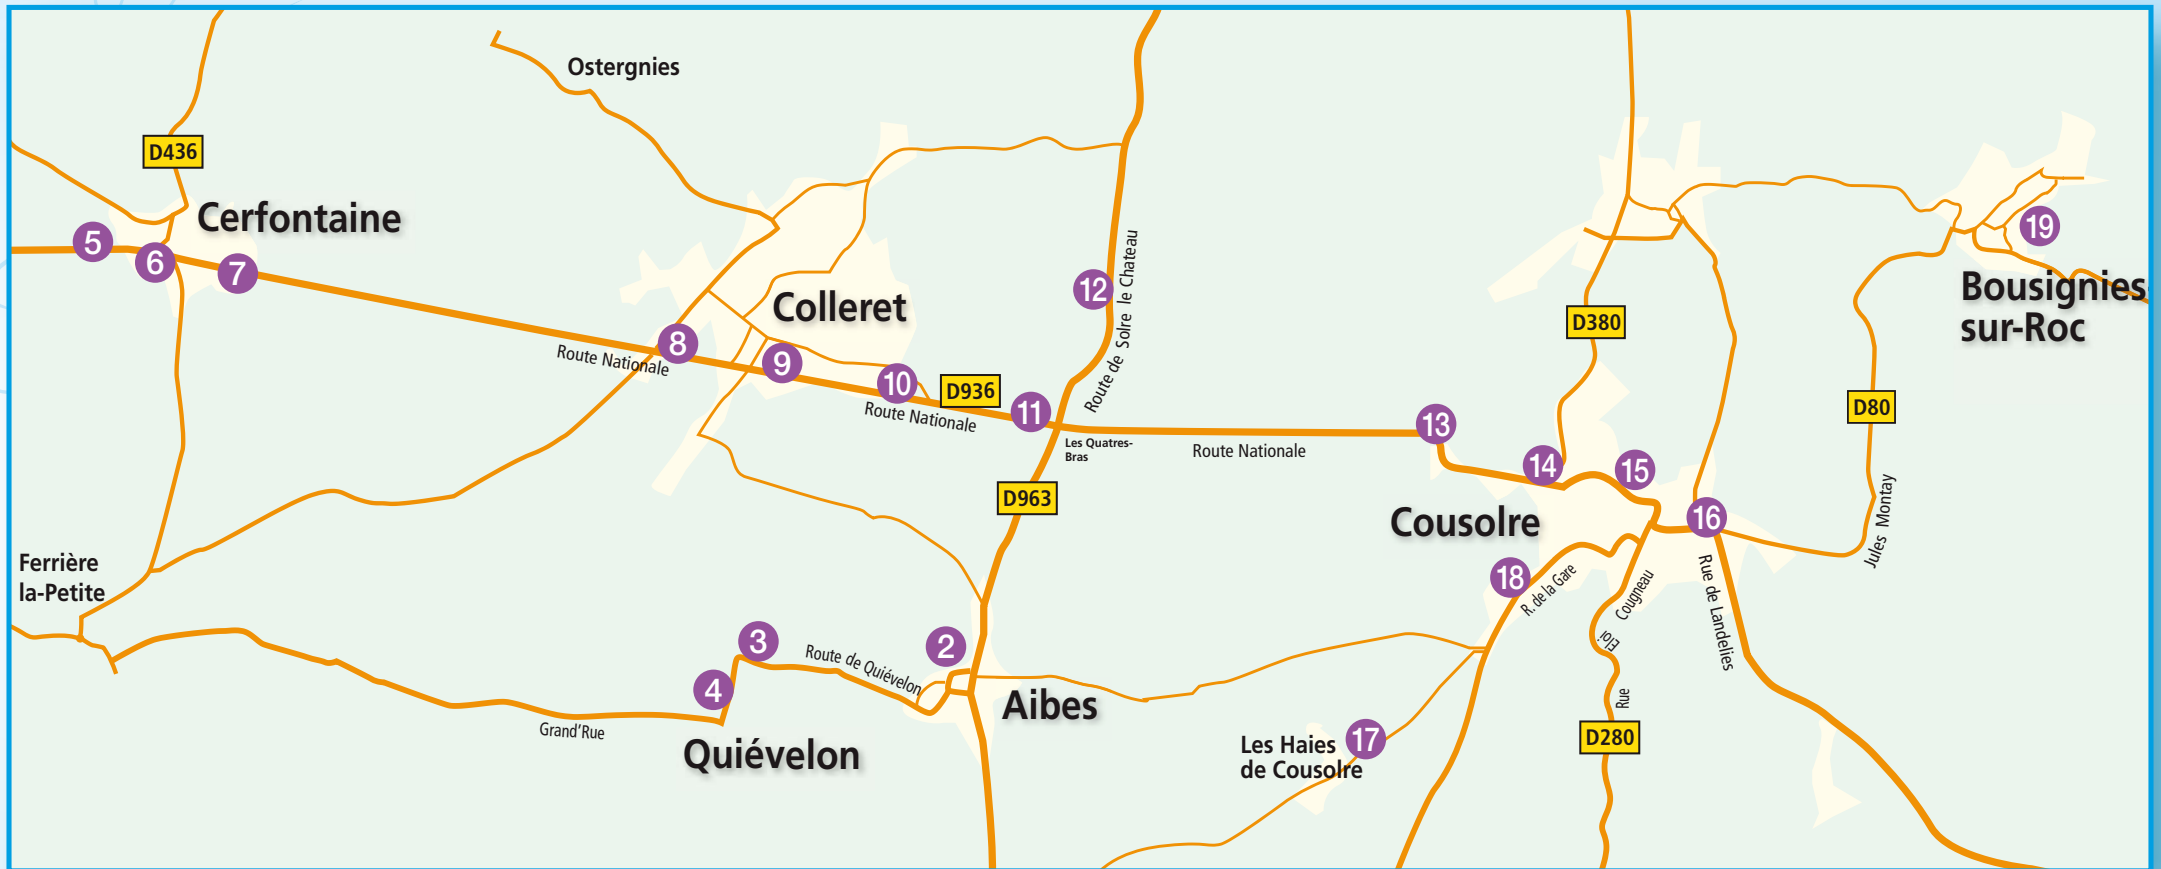 Ostergnies
D436
Cerfontaine
5
6
7
Colleret
8
9
10
Route Nationale
Route Nationale
D936
11
12
Route de Solre le Chateau
Les Quatres-
Bras
Route Nationale
D963
13
14
15
16
D380
Cousolre
18
R. de la Gare
Rue Eloi Cougneau
D280
Rue de Landelies
Jules Montay
D80
19
Bousignies
sur-Roc
Ferrière
la-Petite
Grand'Rue
4
3
Quiévelon
Route de Quiévelon
2
Aibes
Les Haies
de Cousolre
17